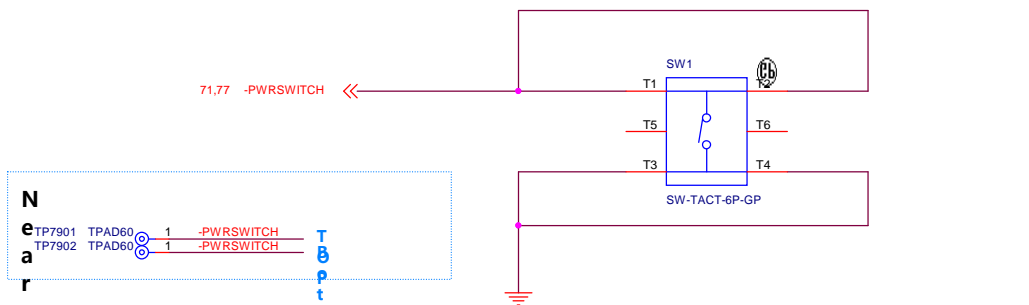 SW1
71,77 -PWRSWITCH
T1 T2
T5 T6
T3 T4
SW-TACT-6P-GP
Near
TP7901 TPAD60 1 -PWRSWITCH
TP7902 TPAD60 1 -PWRSWITCH